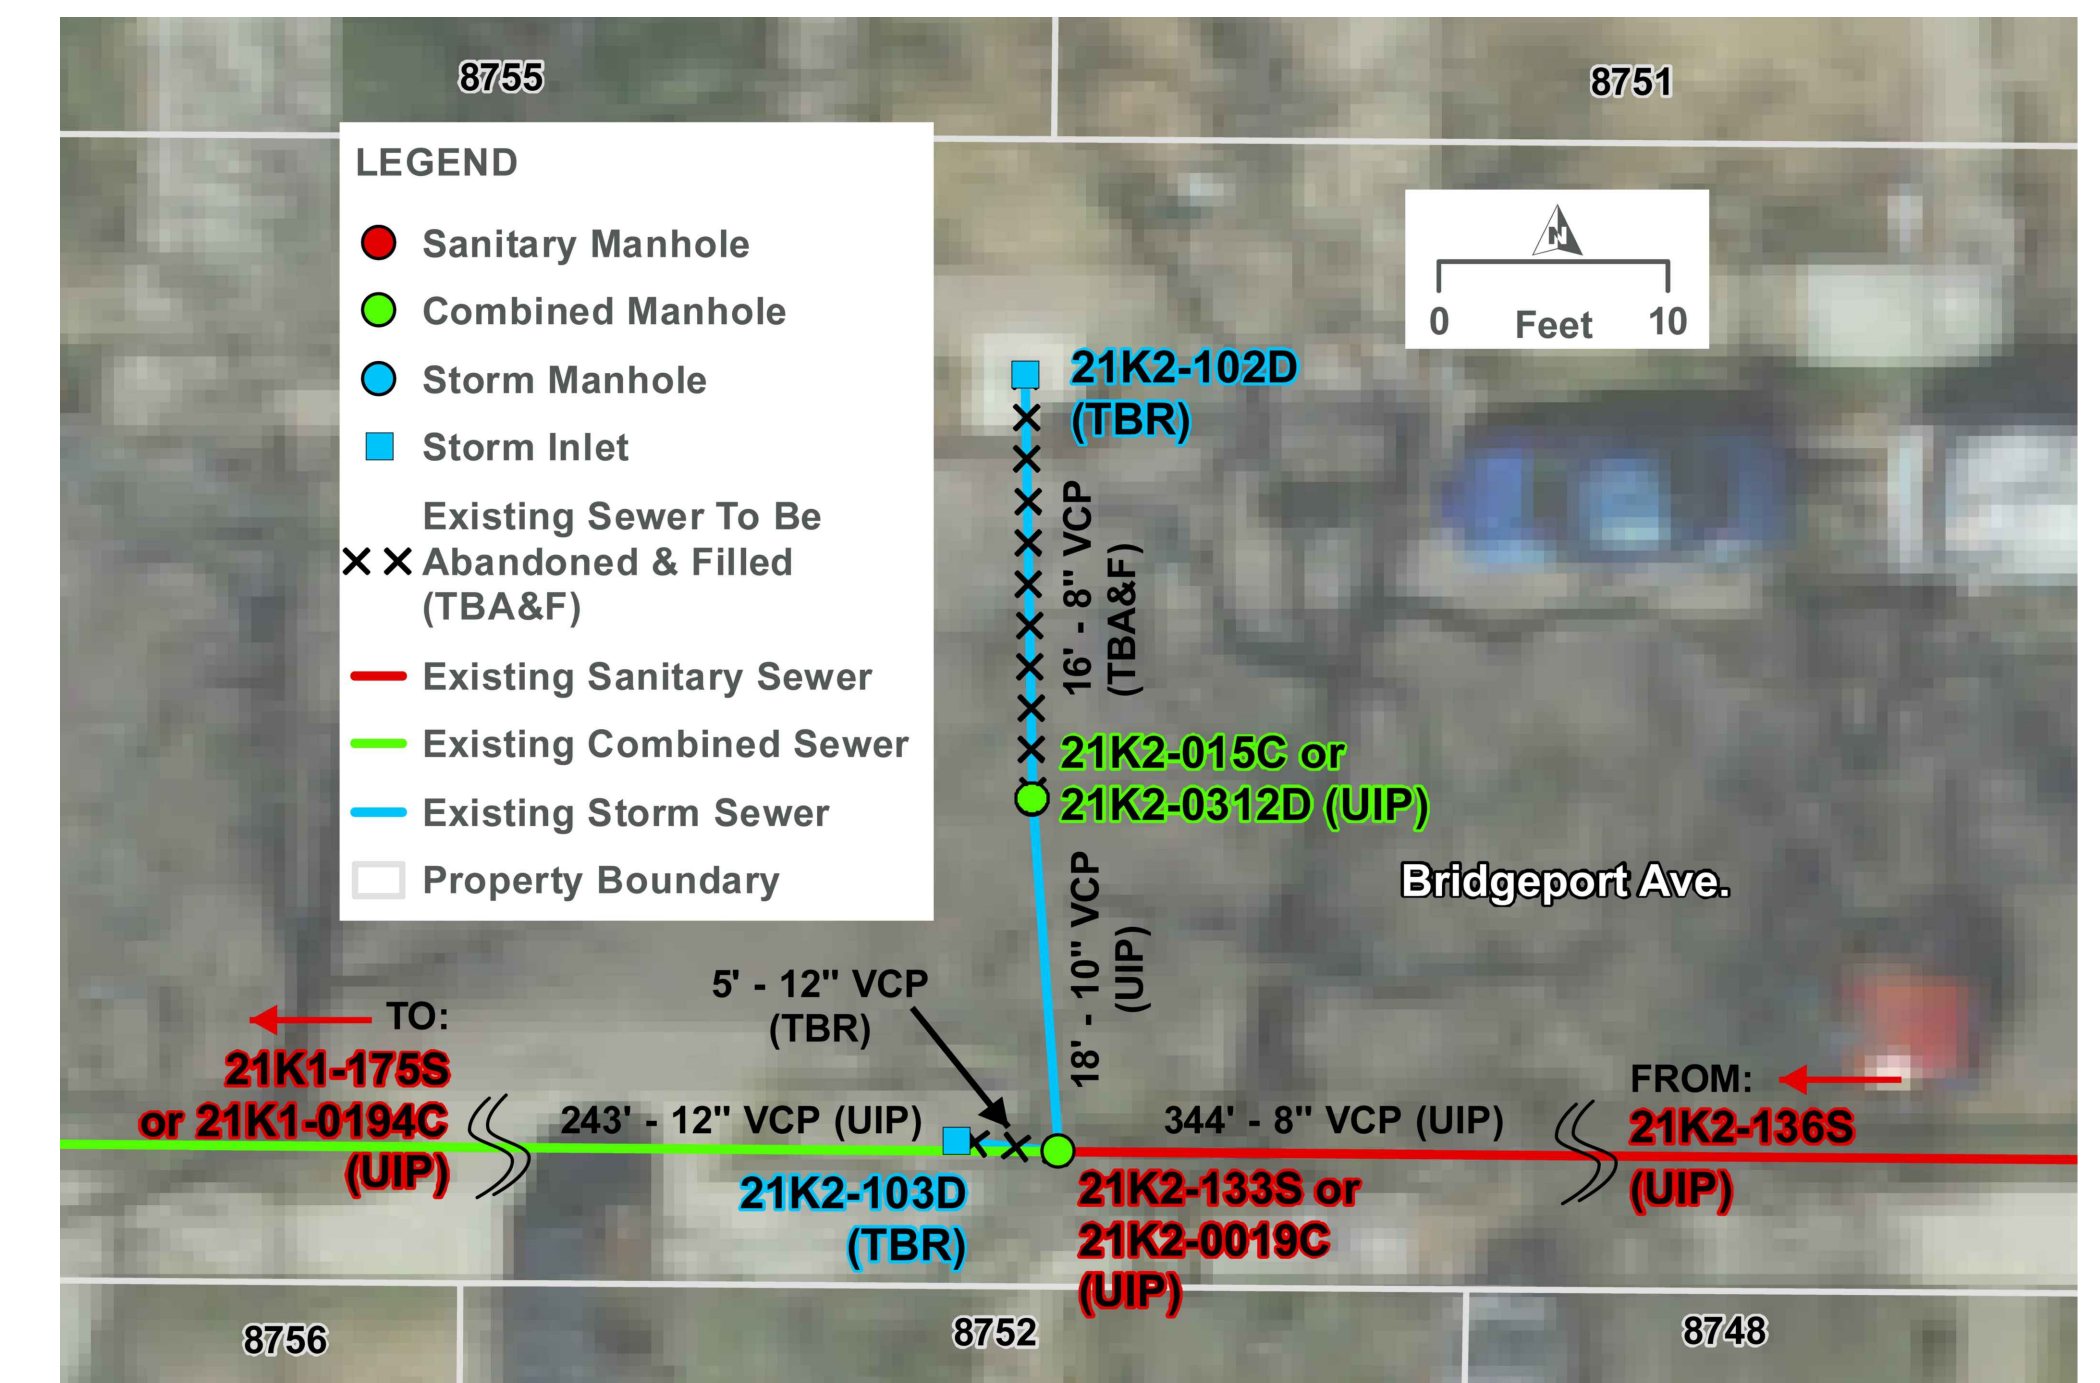 8755
8751
LEGEND
Sanitary Manhole
Combined Manhole
Storm Manhole
Storm Inlet
Existing Sewer To Be
Abandoned & Filled
(TBA&F)
Existing Sanitary Sewer
Existing Combined Sewer
Existing Storm Sewer
Property Boundary
N
0 Feet 10
21K2-102D
(TBR)
16' - 8" VCP
(TBA&F)
21K2-015C or
21K2-0312D (UIP)
Bridgeport Ave.
18' - 10" VCP
(UIP)
5' - 12" VCP
(TBR)
TO:
21K1-175S
or 21K1-0194C
(UIP)
243' - 12" VCP (UIP)
344' - 8" VCP (UIP)
FROM:
21K2-136S
(UIP)
21K2-103D
(TBR)
21K2-133S or
21K2-0019C
(UIP)
8756
8752
8748